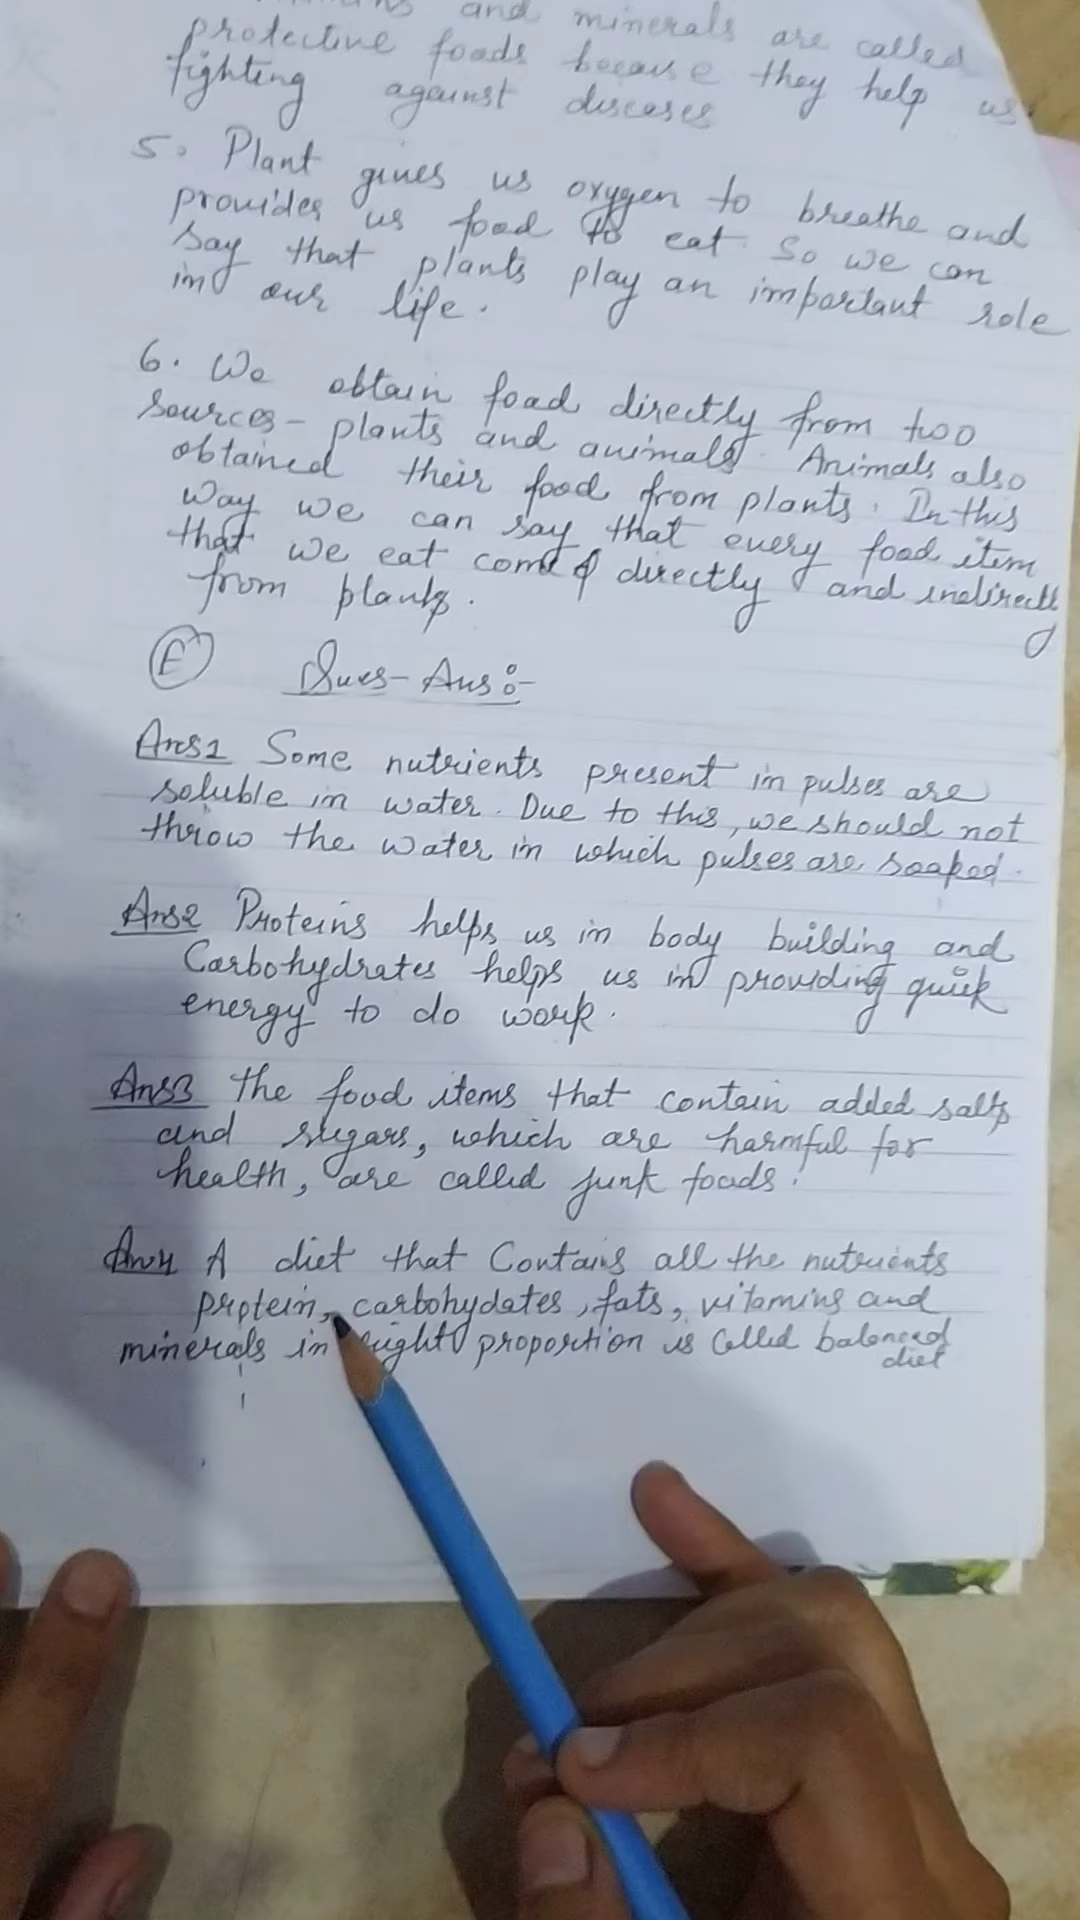 and minerals are called
protective foods because they help us
fighting against diseases
5. Plant gives us oxygen to breathe and
provides us food to eat. So we can
say that plants play an important role
in our life.
6. We obtain food directly from two
sources - plants and animals. Animals also
obtained their food from plants. In this
way we can say that every food item
that we eat come directly and indirectly
from plants.
E Ques-Ans:-
Ans1 Some nutrients present in pulses are
soluble in water. Due to this, we should not
throw the water in which pulses are soaked.
Ans2 Proteins helps us in body building and
Carbohydrates helps us in providing quick
energy to do work.
Ans3 The food items that contain added salts
and sugars, which are harmful for
health, are called junk foods.
Ans4 A diet that Contains all the nutrients
protein, carbohydates, fats, vitamins and
minerals in right proportion is Called balanced
diet